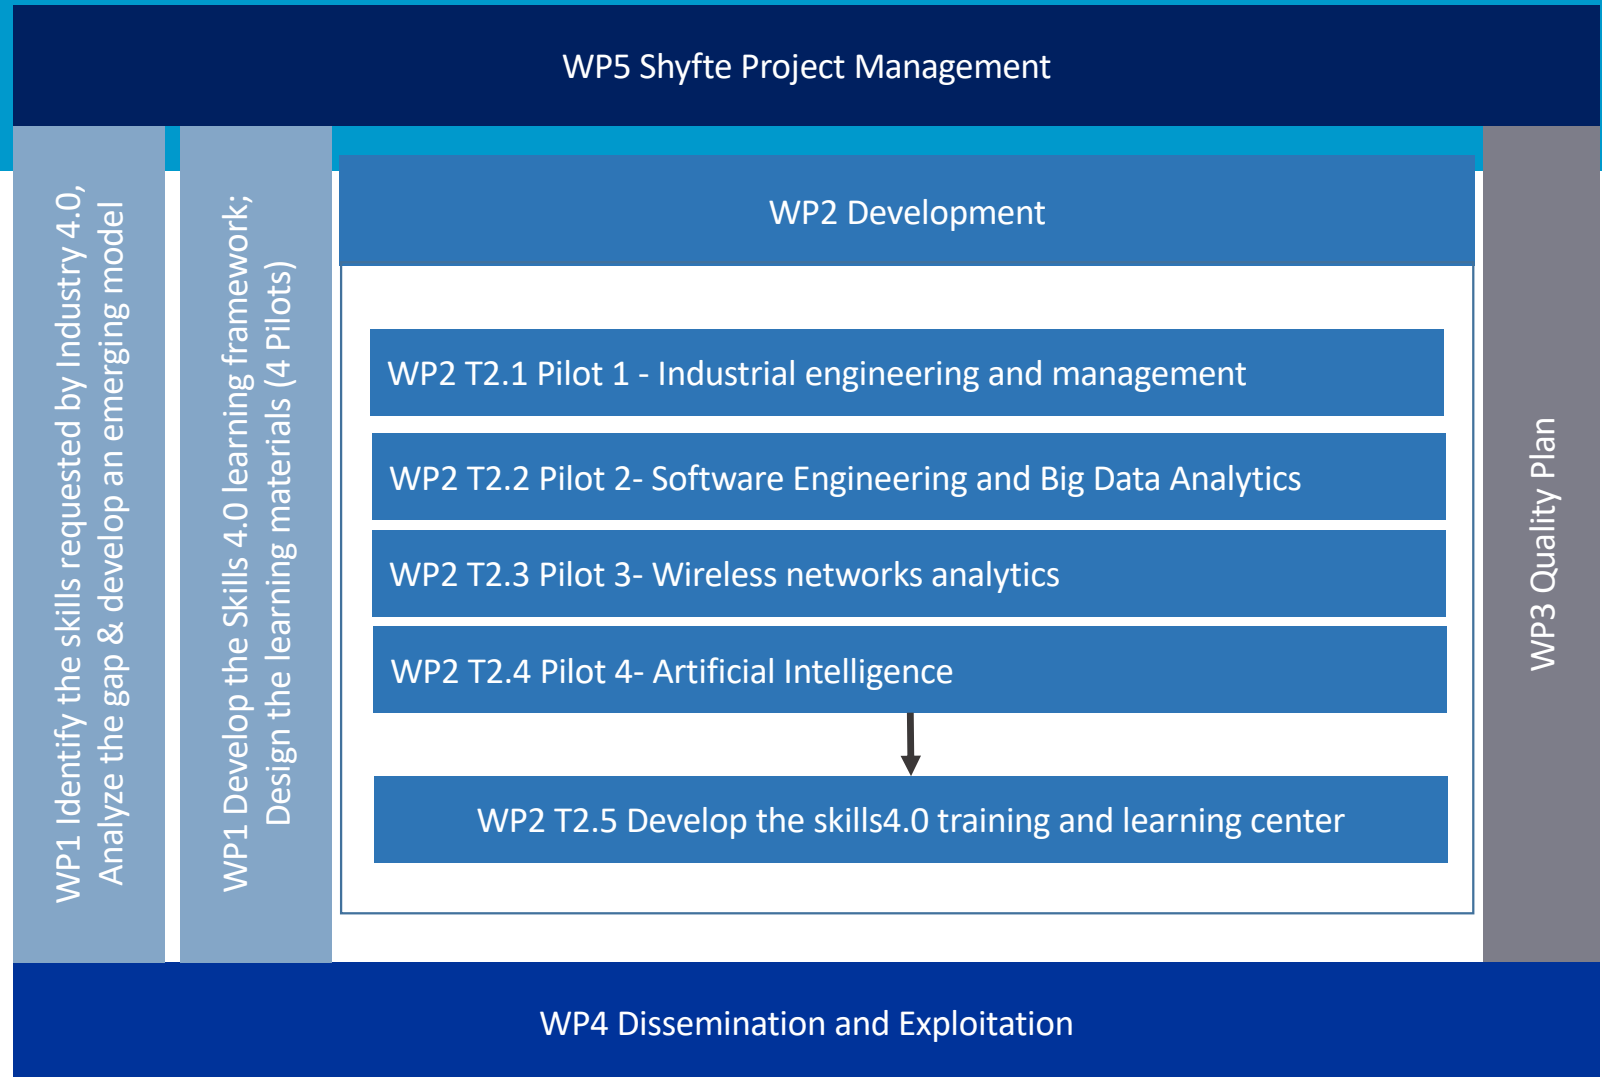 WP5 Shyfte Project Management
WP1 Identify the skills requested by Industry 4.0,
Analyze the gap & develop an emerging model
WP1 Develop the Skills 4.0 learning framework;
Design the learning materials (4 Pilots)
WP2 Development
WP2 T2.1 Pilot 1 - Industrial engineering and management
WP2 T2.2 Pilot 2- Software Engineering and Big Data Analytics
WP2 T2.3 Pilot 3- Wireless networks analytics
WP2 T2.4 Pilot 4- Artificial Intelligence
WP2 T2.5 Develop the skills4.0 training and learning center
WP3 Quality Plan
WP4 Dissemination and Exploitation